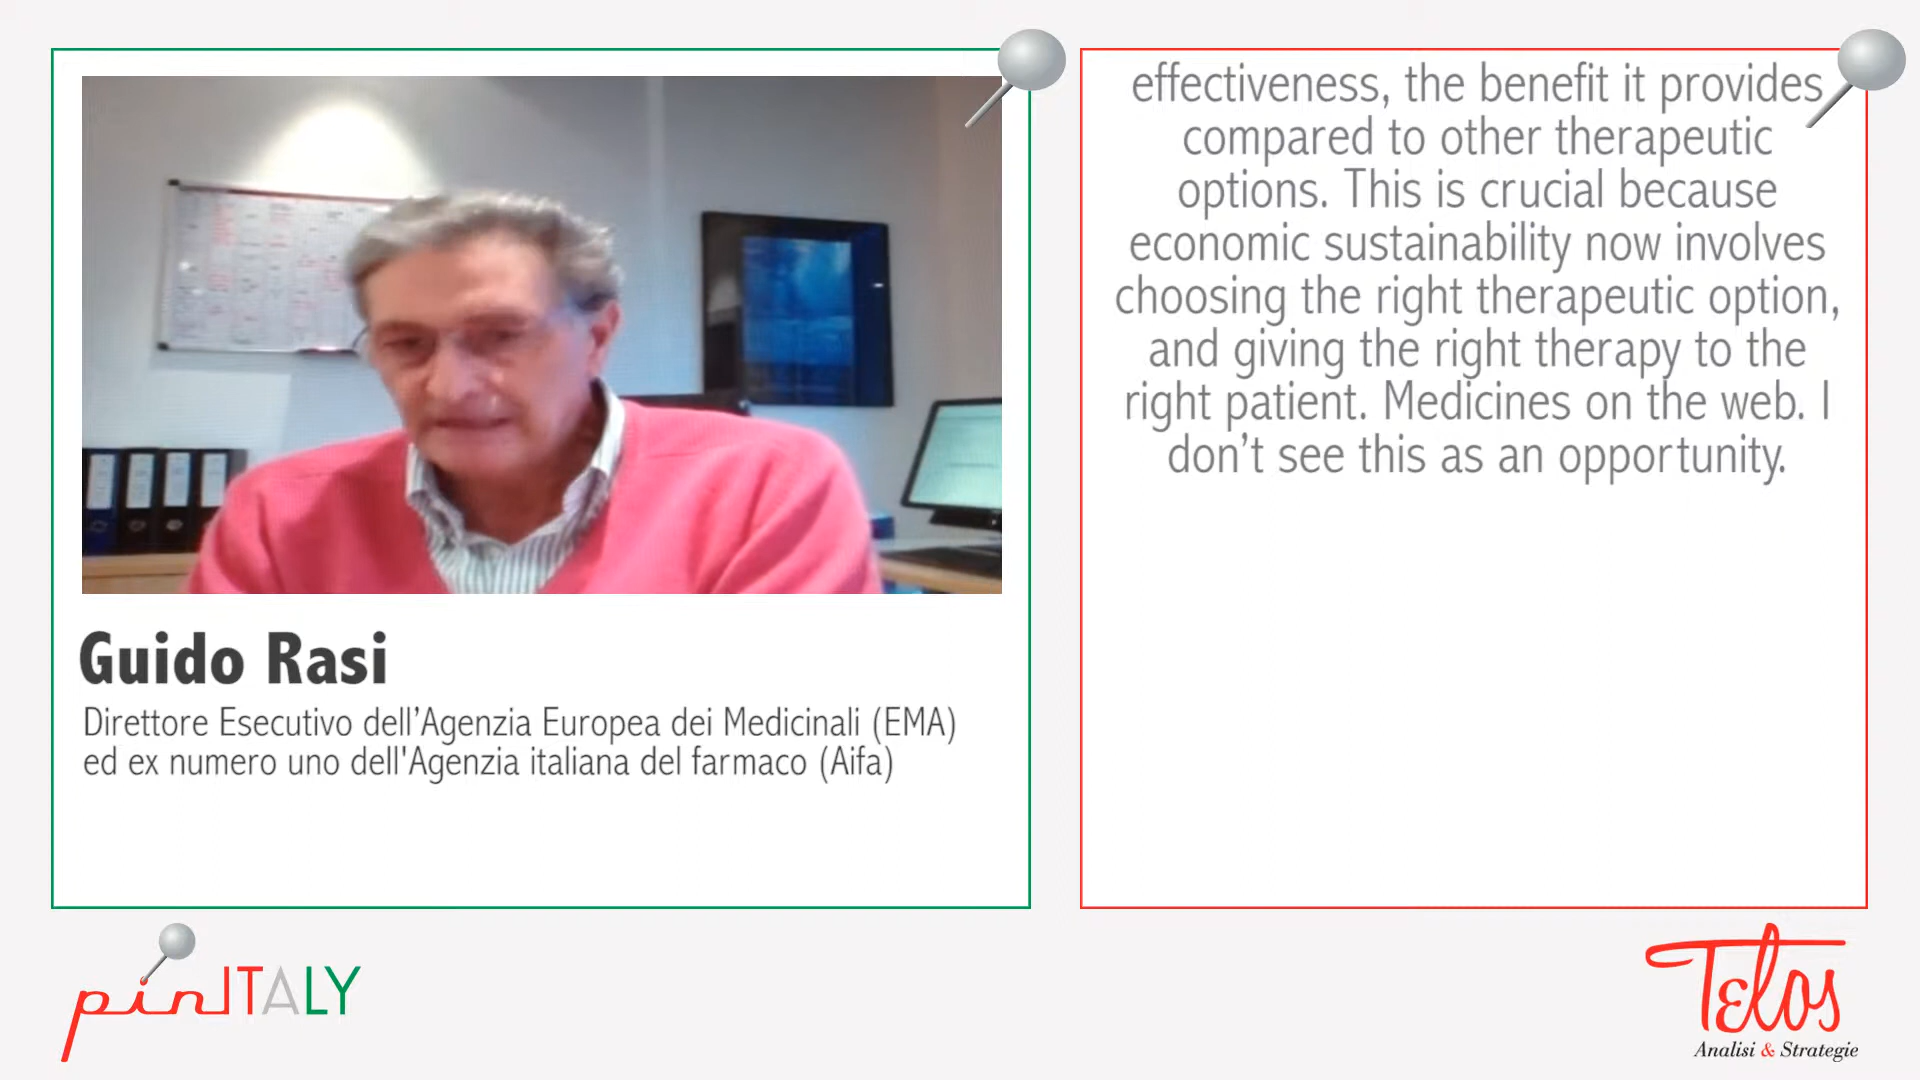 Guido Rasi
Direttore Esecutivo dell’Agenzia Europea dei Medicinali (EMA)
ed ex numero uno dell'Agenzia italiana del farmaco (Aifa)
effectiveness, the benefit it provides
compared to other therapeutic
options. This is crucial because
economic sustainability now involves
choosing the right therapeutic option,
and giving the right therapy to the
right patient. Medicines on the web. I
don’t see this as an opportunity.
pinITALY
Telos
Analisi & Strategie